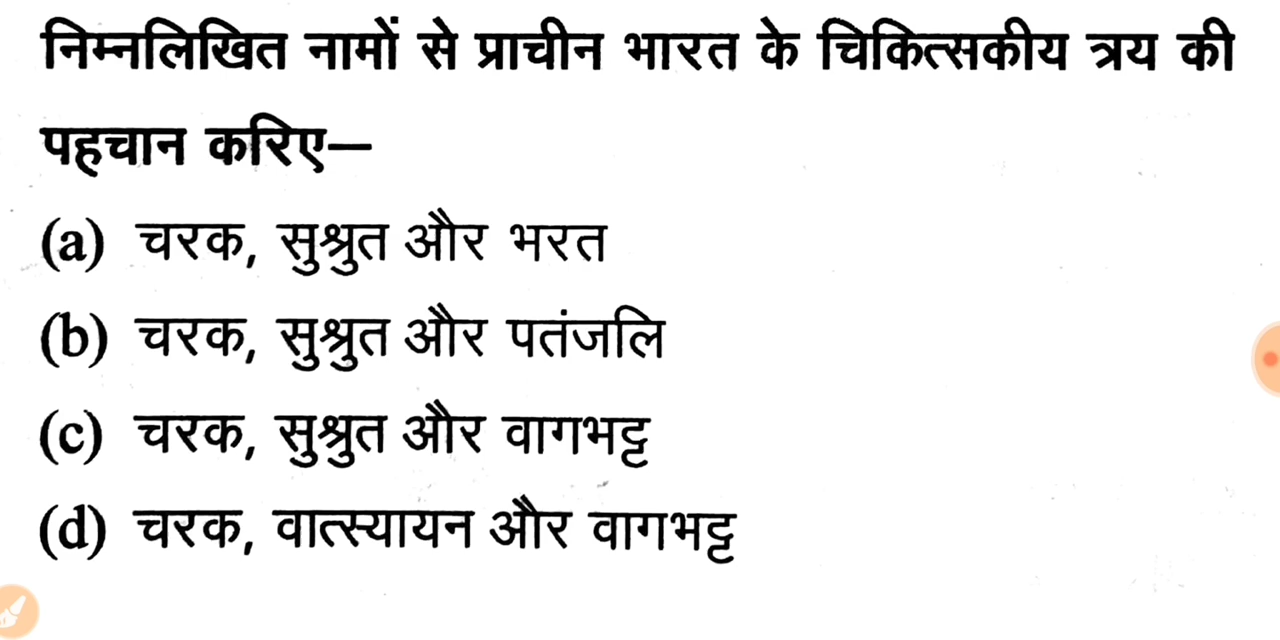 निम्नलिखित नामों से प्राचीन भारत के चिकित्सकीय त्रय की
पहचान करिए—
(a) चरक, सुश्रुत और भरत
(b) चरक, सुश्रुत और पतंजलि
(c) चरक, सुश्रुत और वागभट्ट
(d) चरक, वात्स्यायन और वागभट्ट